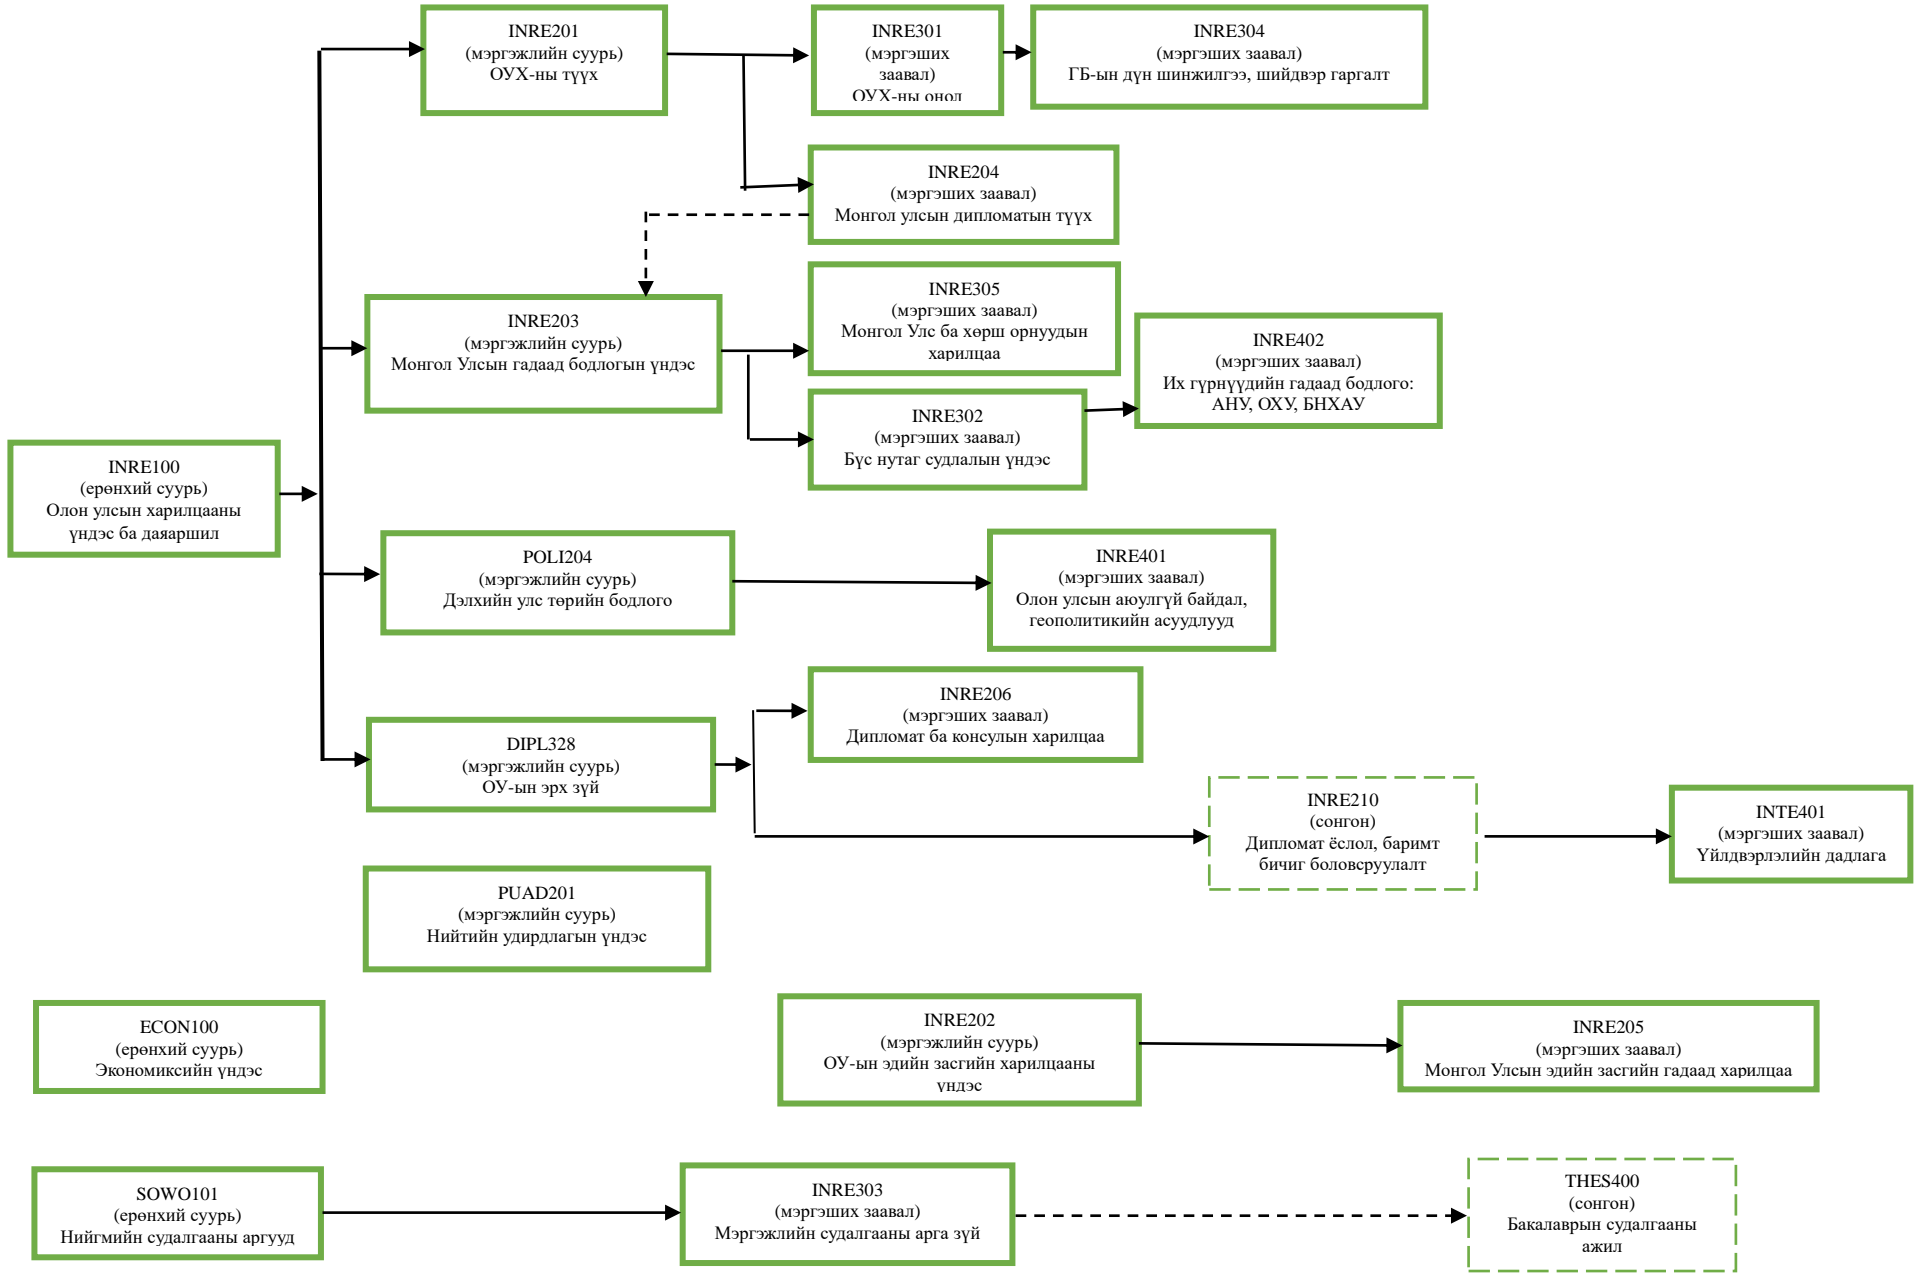 INRE201
(мэргэжлийн суурь)
ОУХ-ны түүх
INRE301
(мэргэших
заавал)
ОУХ-ны онол
INRE304
(мэргэших заавал)
ГБ-ын дүн шинжилгээ, шийдвэр гаргалт
INRE204
(мэргэших заавал)
Монгол улсын дипломатын түүх
INRE203
(мэргэжлийн суурь)
Монгол Улсын гадаад бодлогын үндэс
INRE305
(мэргэших заавал)
Монгол Улс ба хөрш орнуудын
харилцаа
INRE402
(мэргэших заавал)
Их гүрнүүдийн гадаад бодлого:
АНУ, ОХУ, БНХАУ
INRE302
(мэргэших заавал)
Бүс нутаг судлалын үндэс
INRE100
(ерөнхий суурь)
Олон улсын харилцааны
үндэс ба даяаршил
POLI204
(мэргэжлийн суурь)
Дэлхийн улс төрийн бодлого
INRE401
(мэргэших заавал)
Олон улсын аюулгүй байдал,
геополитикийн асуудлууд
DIPL328
(мэргэжлийн суурь)
ОУ-ын эрх зүй
INRE206
(мэргэших заавал)
Дипломат ба консулын харилцаа
INRE210
(сонгон)
Дипломат ёслол, баримт
бичиг боловсруулалт
INTE401
(мэргэших заавал)
Үйлдвэрлэлийн дадлага
PUAD201
(мэргэжлийн суурь)
Нийтийн удирдлагын үндэс
ECON100
(ерөнхий суурь)
Экономиксийн үндэс
INRE202
(мэргэжлийн суурь)
ОУ-ын эдийн засгийн харилцааны
үндэс
INRE205
(мэргэших заавал)
Монгол Улсын эдийн засгийн гадаад харилцаа
SOWO101
(ерөнхий суурь)
Нийгмийн судалгааны аргууд
INRE303
(мэргэших заавал)
Мэргэжлийн судалгааны арга зүй
THES400
(сонгон)
Бакалаврын судалгааны
ажил